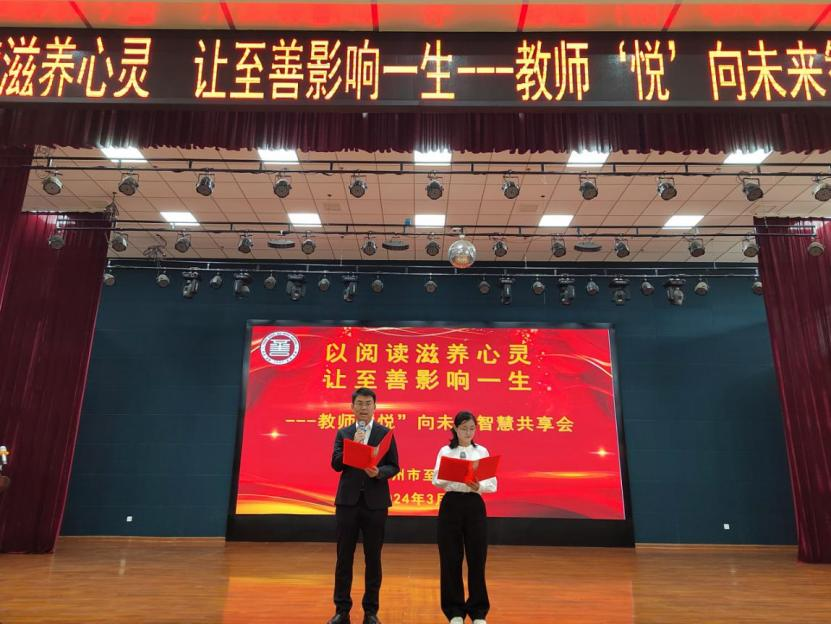 滋养心灵 让至善影响一生---教师‘悦’向未来
以阅读滋养心灵
让至善影响一生
---教师“悦”向未 智慧共享会
州市至
24年3月